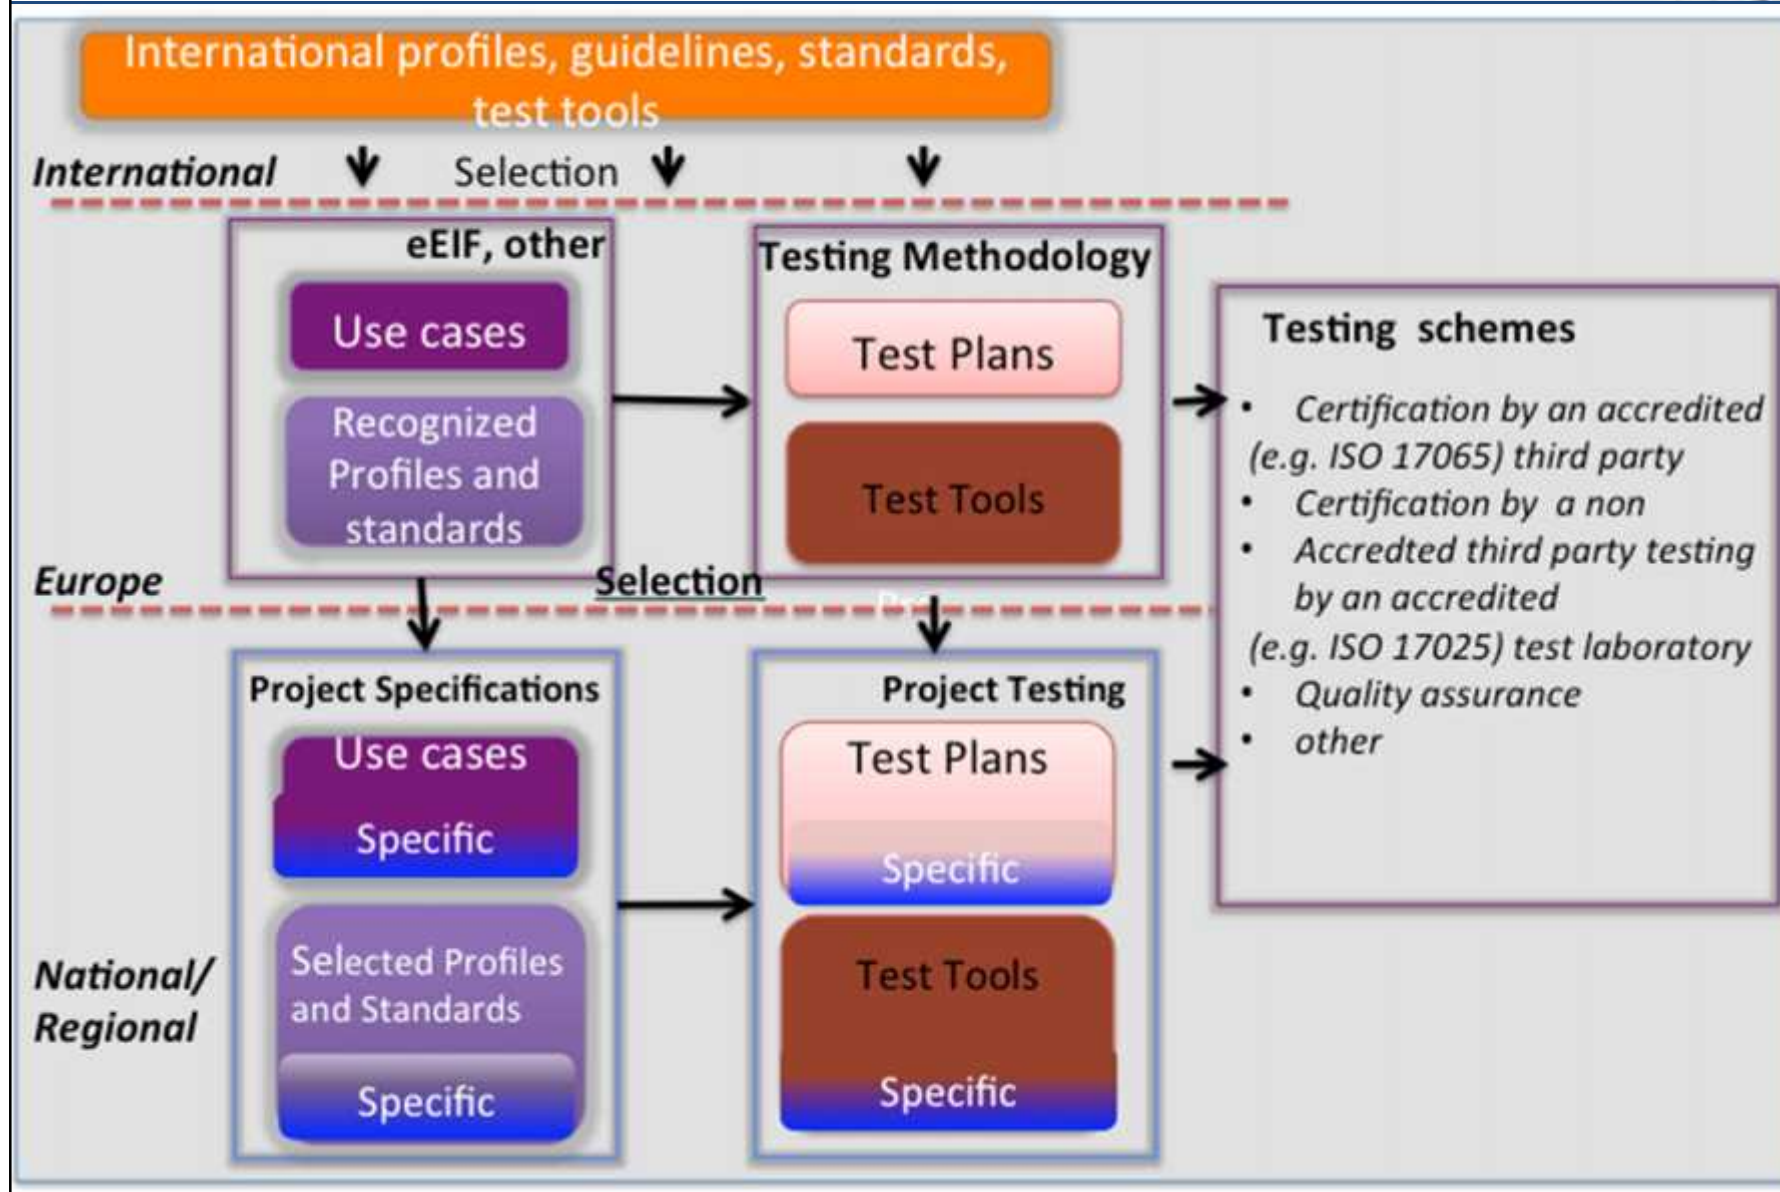 International profiles, guidelines, standards,
test tools
International
Selection
eEIF, other
Use cases
Recognized
Profiles and
standards
Testing Methodology
Test Plans
Test Tools
Testing schemes
• Certification by an accredited
(e.g. ISO 17065) third party
• Certification by a non
• Accredted third party testing
by an accredited
(e.g. ISO 17025) test laboratory
• Quality assurance
• other
Europe
Selection
Project Specifications
Use cases
Specific
Selected Profiles
and Standards
Specific
Project Testing
Test Plans
Specific
Test Tools
Specific
National/
Regional